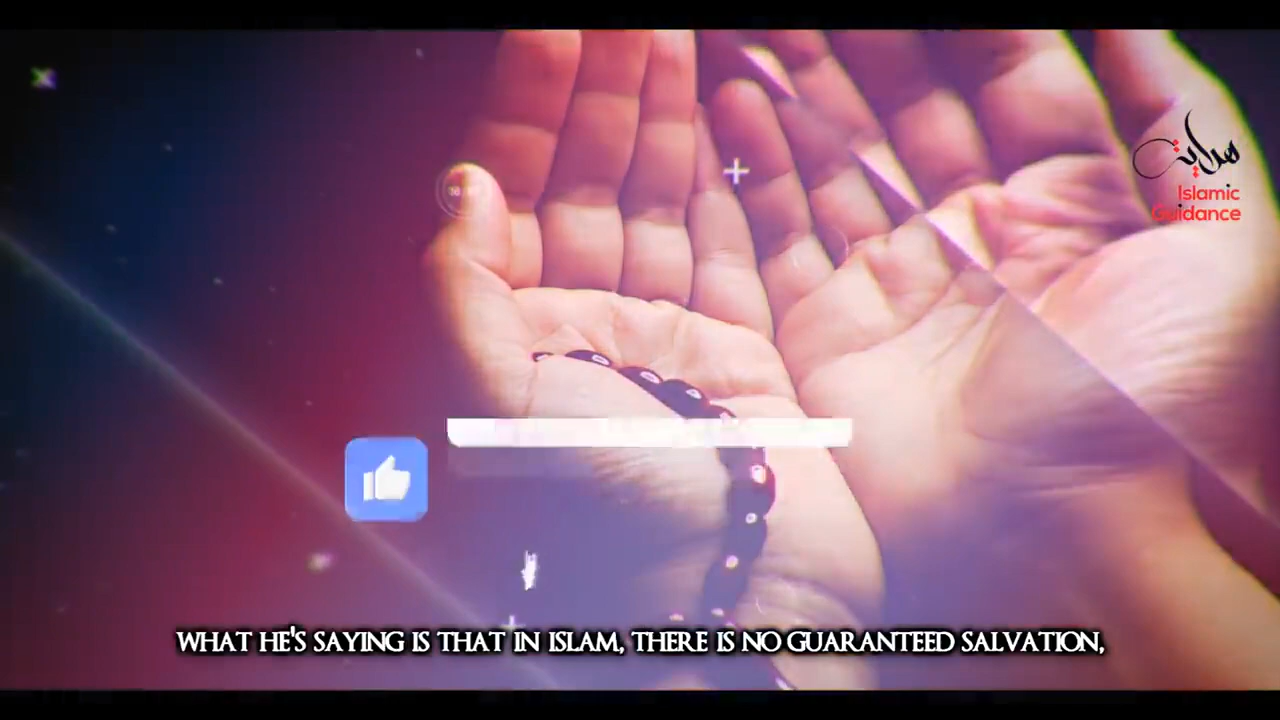 هداية
Islamic
Guidance
WHAT HE'S SAYING IS THAT IN ISLAM, THERE IS NO GUARANTEED SALVATION,